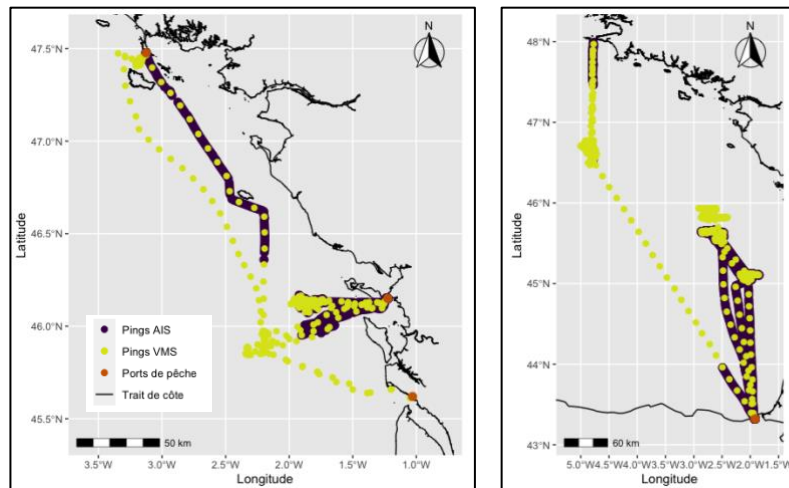 47.5°N
47.0°N
46.5°N
46.0°N
45.5°N
Latitude
N
Pings AIS
Pings VMS
Ports de pêche
Trait de côte
50 km
3.5°W 3.0°W 2.5°W 2.0°W 1.5°W 1.0°W
Longitude
48°N
47°N
46°N
45°N
44°N
43°N
Latitude
N
60 km
5.0°W4.5°W4.0°W3.5°W3.0°W2.5°W2.0°W1.5°W
Longitude